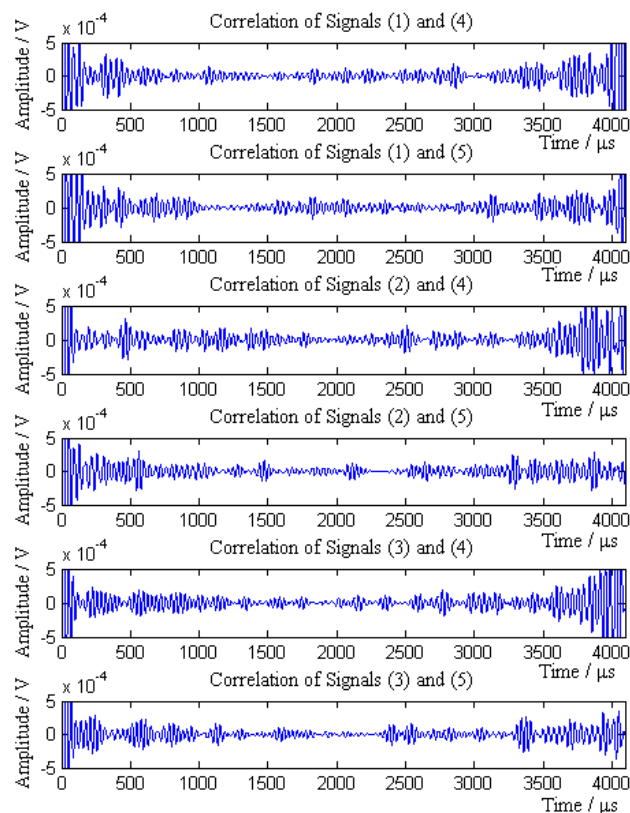 x 10⁻⁴ Correlation of Signals (1) and (4)
Amplitude / V
5
0
-5
0 500 1000 1500 2000 2500 3000 3500 4000
Time / μs
x 10⁻⁴ Correlation of Signals (1) and (5)
Amplitude / V
5
0
-5
0 500 1000 1500 2000 2500 3000 3500 4000
Time / μs
x 10⁻⁴ Correlation of Signals (2) and (4)
Amplitude / V
5
0
-5
0 500 1000 1500 2000 2500 3000 3500 4000
Time / μs
x 10⁻⁴ Correlation of Signals (2) and (5)
Amplitude / V
5
0
-5
0 500 1000 1500 2000 2500 3000 3500 4000
Time / μs
x 10⁻⁴ Correlation of Signals (3) and (4)
Amplitude / V
5
0
-5
0 500 1000 1500 2000 2500 3000 3500 4000
Time / μs
x 10⁻⁴ Correlation of Signals (3) and (5)
Amplitude / V
5
0
-5
0 500 1000 1500 2000 2500 3000 3500 4000
Time / μs